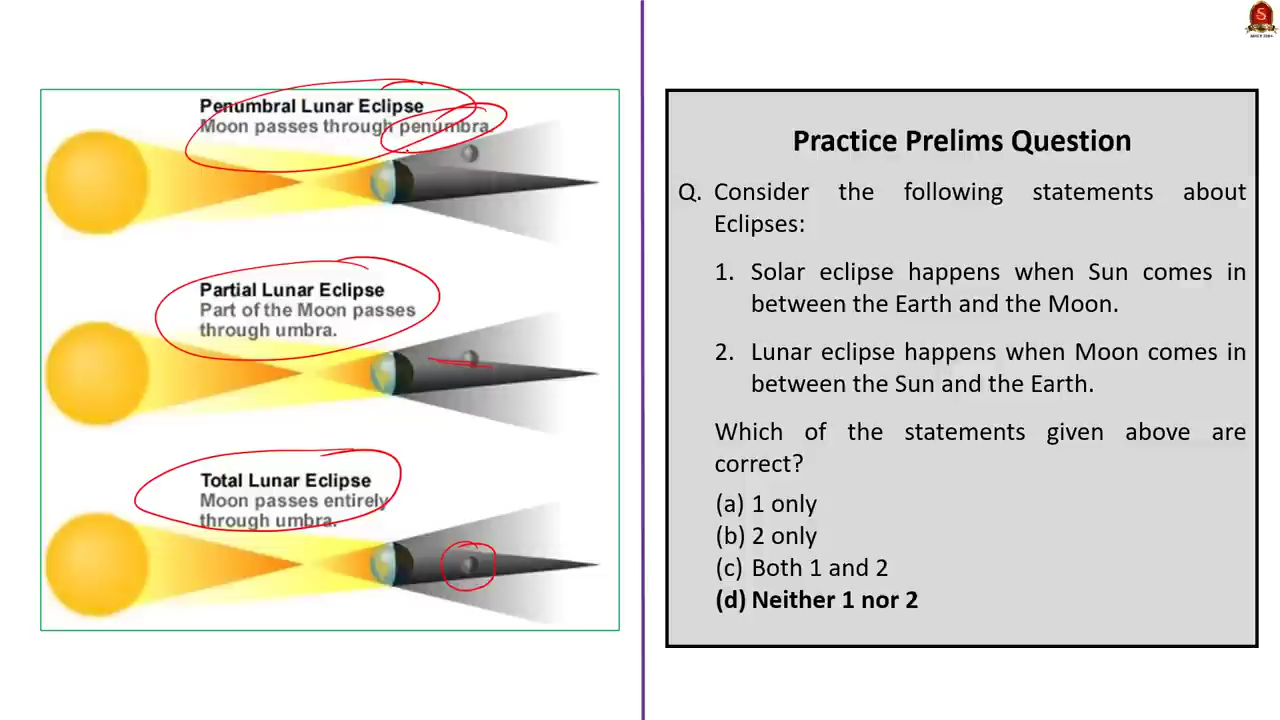 Penumbral Lunar Eclipse
Moon passes through penumbra.
Partial Lunar Eclipse
Part of the Moon passes
through umbra.
Total Lunar Eclipse
Moon passes entirely
through umbra.
S
Practice Prelims Question
Q. Consider the following statements about
Eclipses:
1. Solar eclipse happens when Sun comes in
between the Earth and the Moon.
2. Lunar eclipse happens when Moon comes in
between the Sun and the Earth.
Which of the statements given above are
correct?
(a) 1 only
(b) 2 only
(c) Both 1 and 2
(d) Neither 1 nor 2